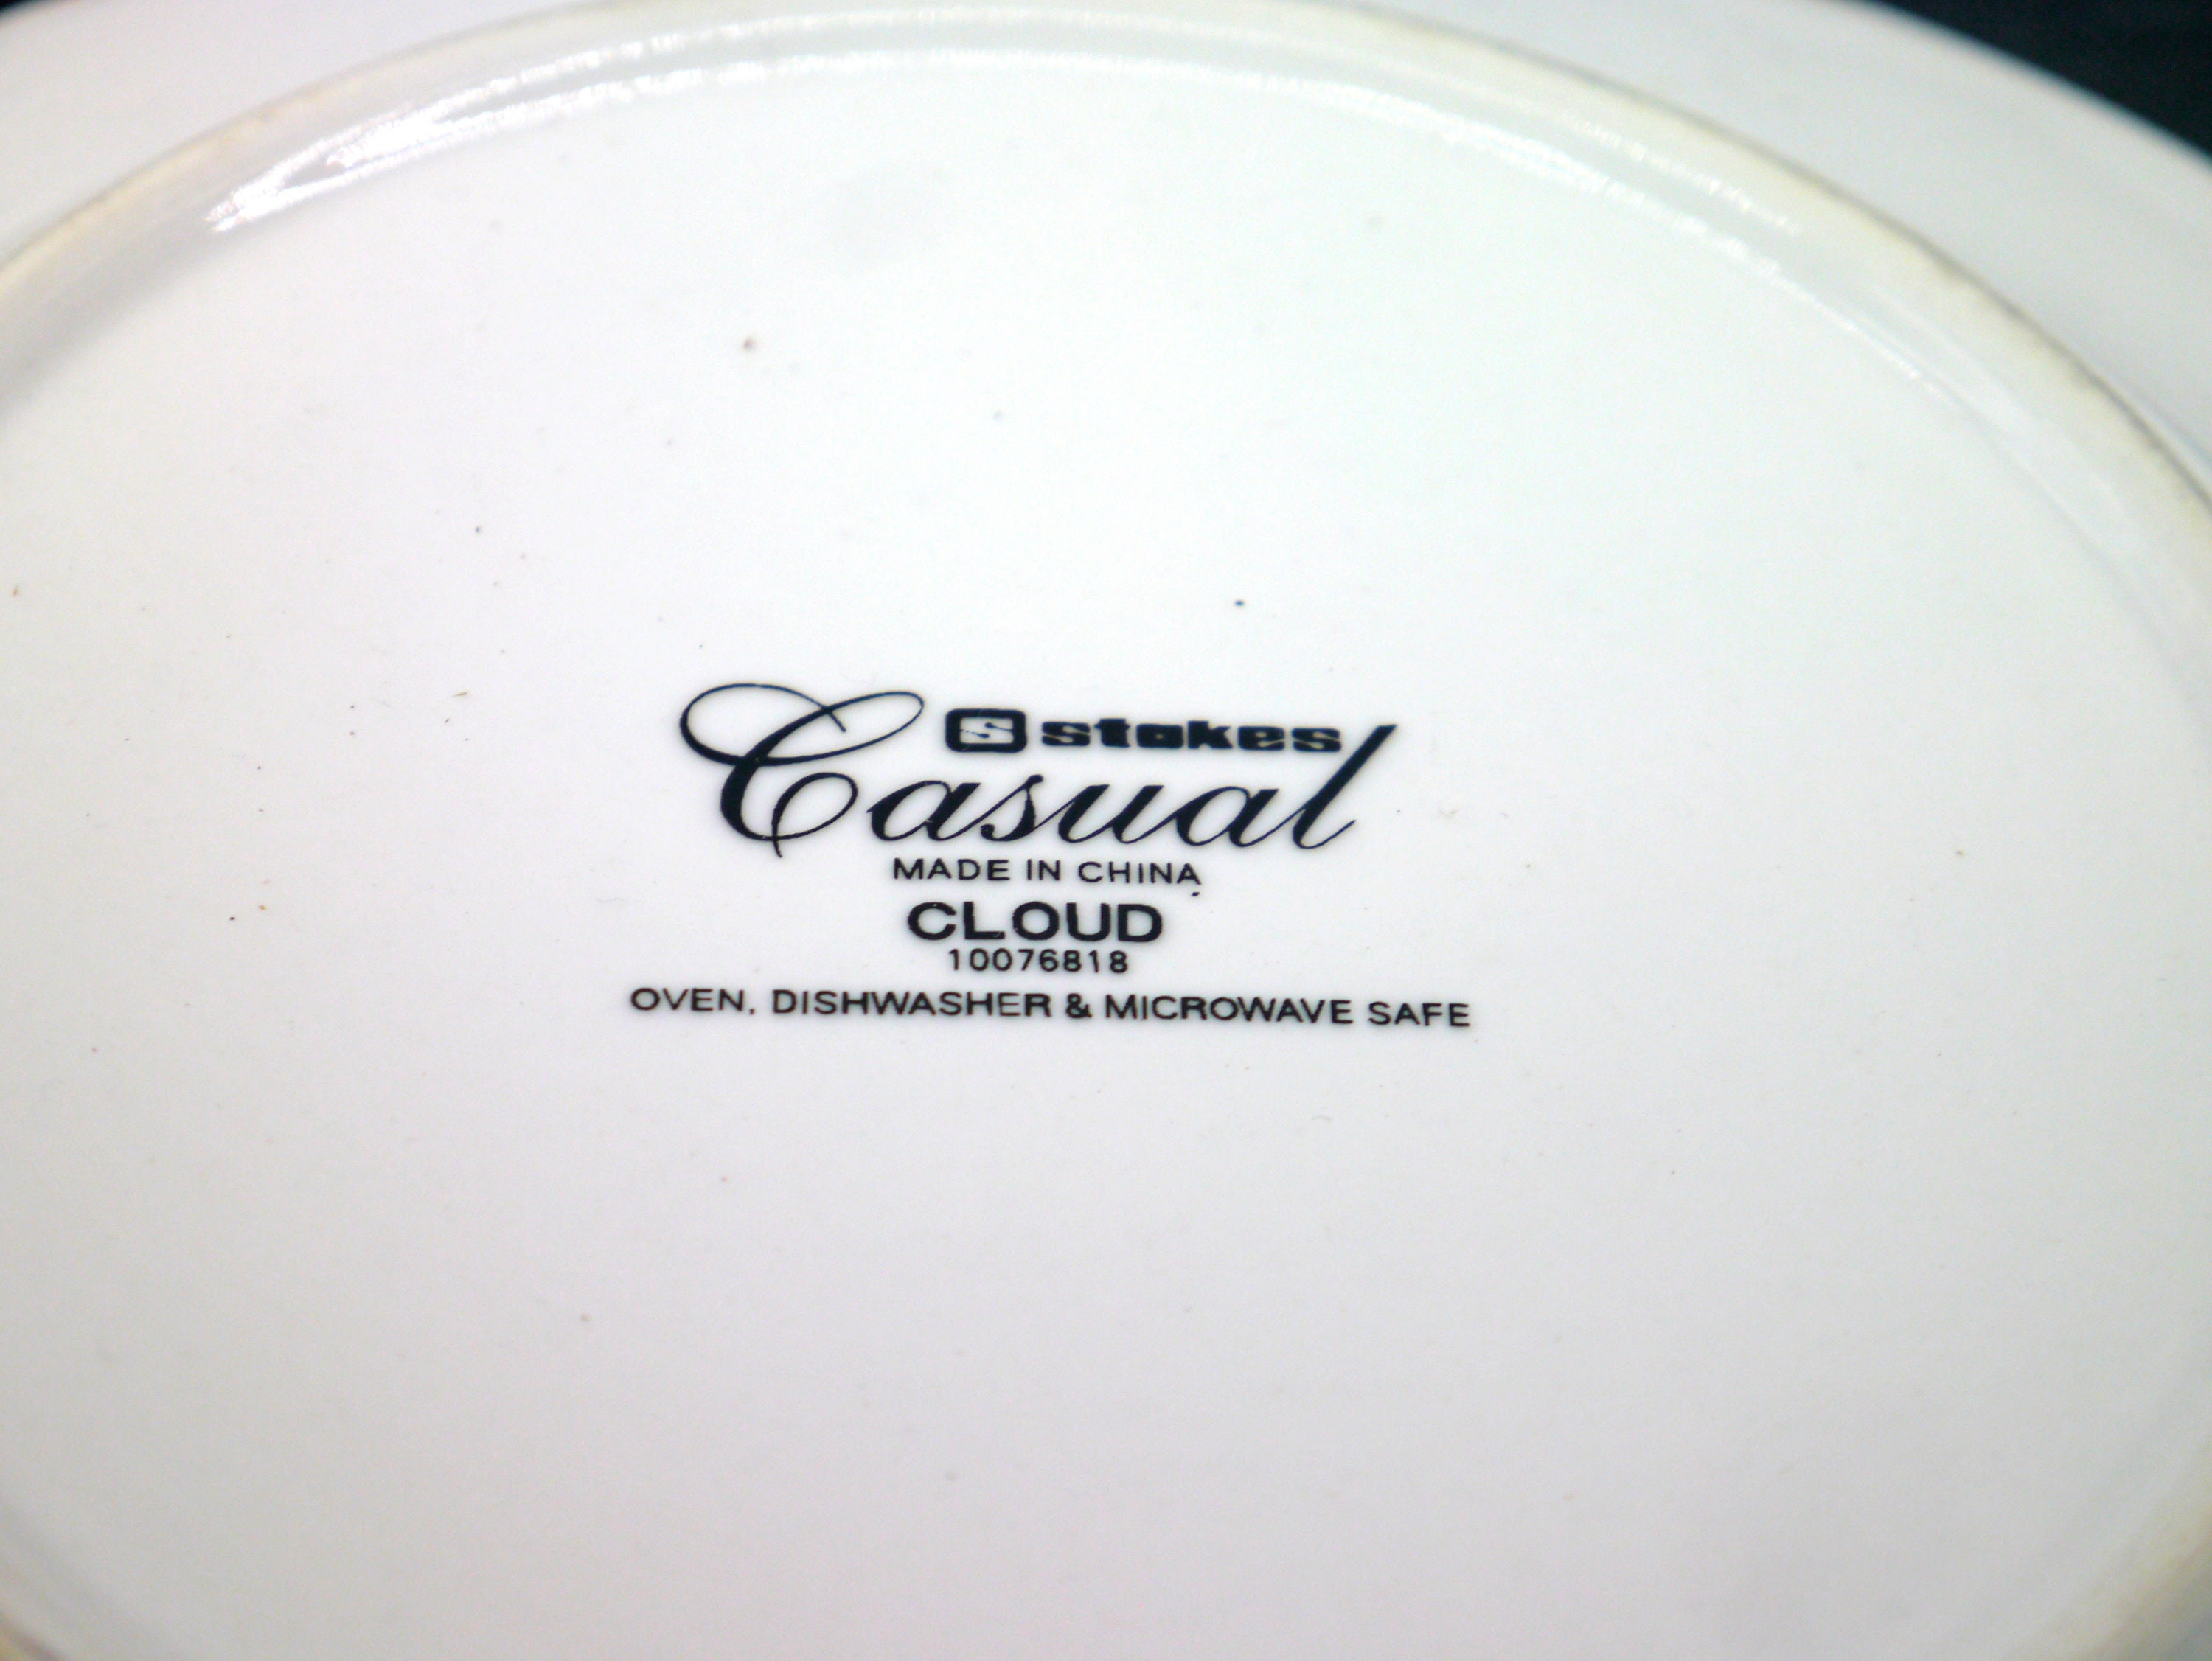 S stokes
Casual
MADE IN CHINA
CLOUD
10076818
OVEN, DISHWASHER & MICROWAVE SAFE